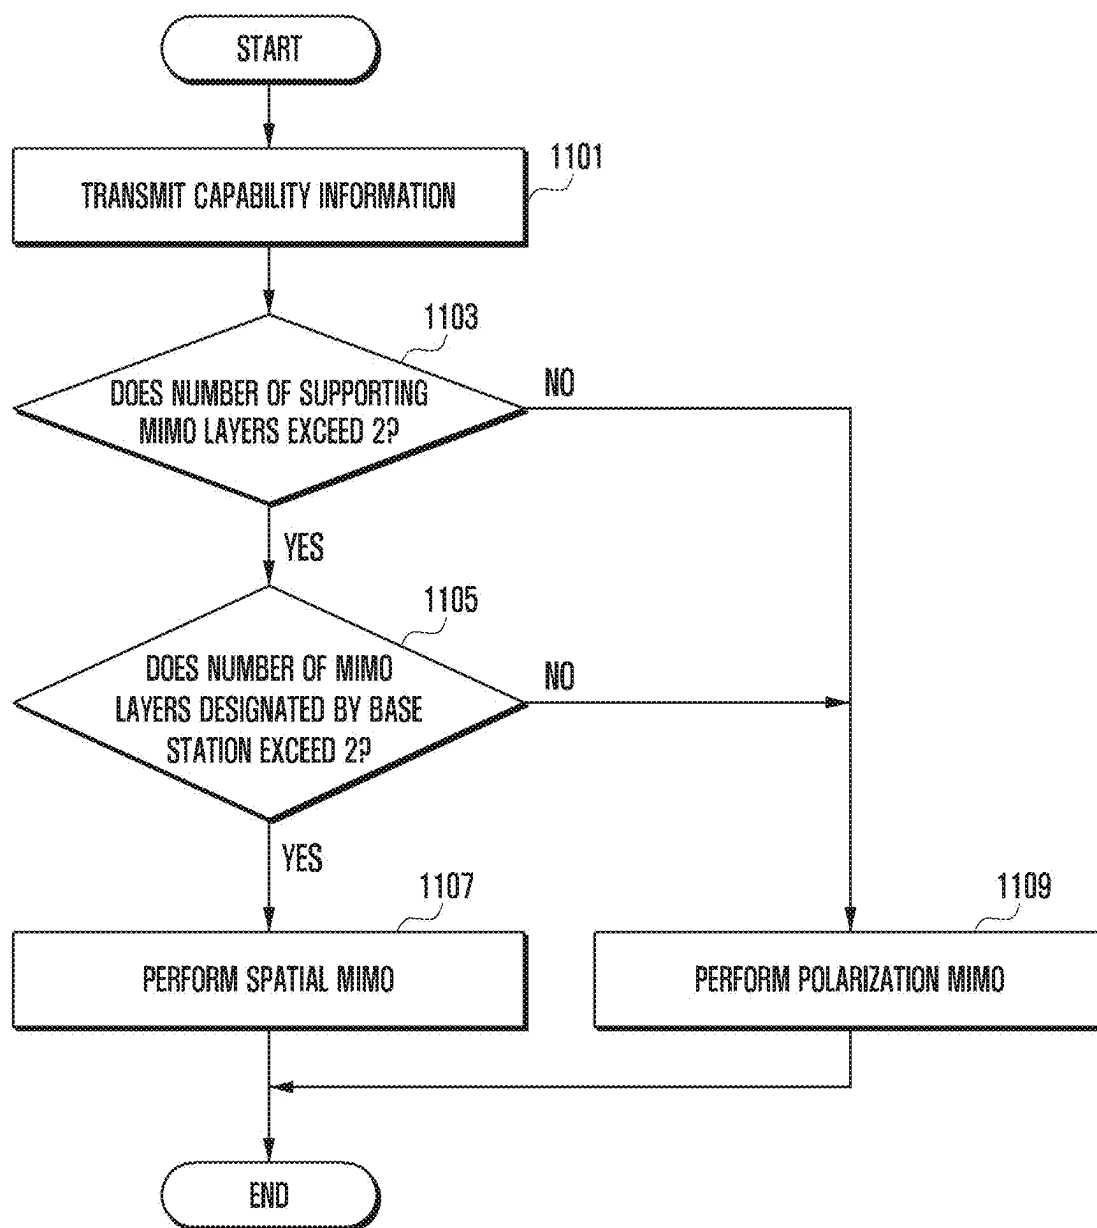 START
1101
TRANSMIT CAPABILITY INFORMATION
1103
DOES NUMBER OF SUPPORTING
MIMO LAYERS EXCEED 2?
NO
YES
1105
DOES NUMBER OF MIMO
LAYERS DESIGNATED BY BASE
STATION EXCEED 2?
NO
YES
1107
PERFORM SPATIAL MIMO
1109
PERFORM POLARIZATION MIMO
END